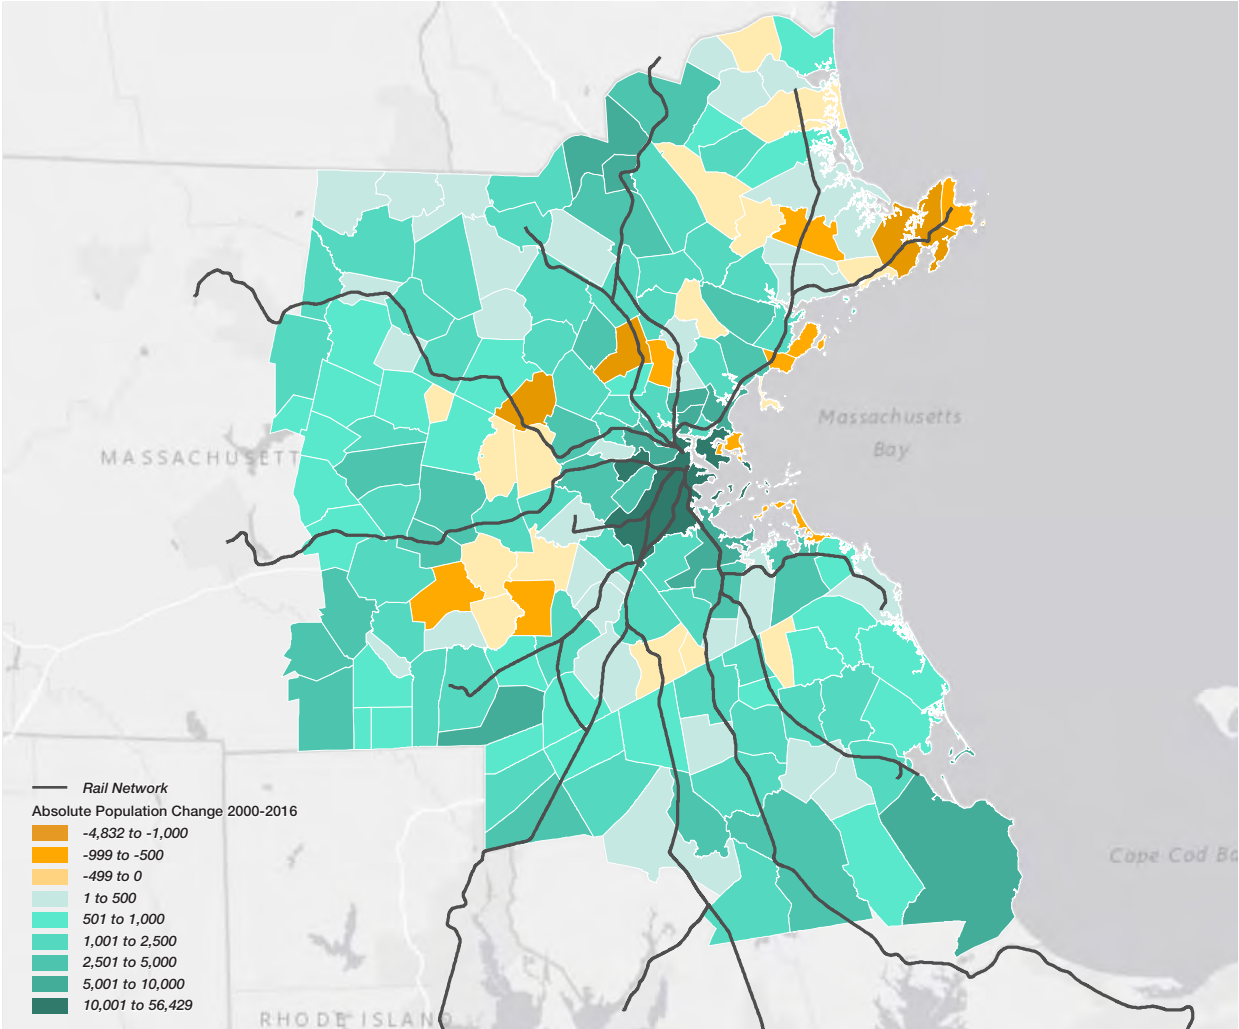 Massachusetts
Bay
MASSACHUSETT
Rail Network
Absolute Population Change 2000-2016
-4,832 to -1,000
-999 to -500
-499 to 0
1 to 500
501 to 1,000
1,001 to 2,500
2,501 to 5,000
5,001 to 10,000
10,001 to 56,429
Cape Cod Ba
RHODE ISLAND